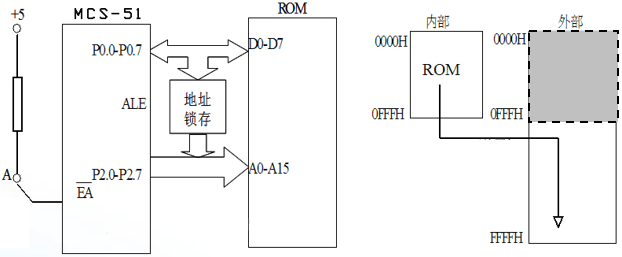 +5
MCS-51
ROM
P0.0-P0.7
D0-D7
ALE
地址
锁存
A
P2.0-P2.7
A0-A15
EA
内部
外部
0000H
0000H
ROM
0FFFH
0FFFH
FFFFH